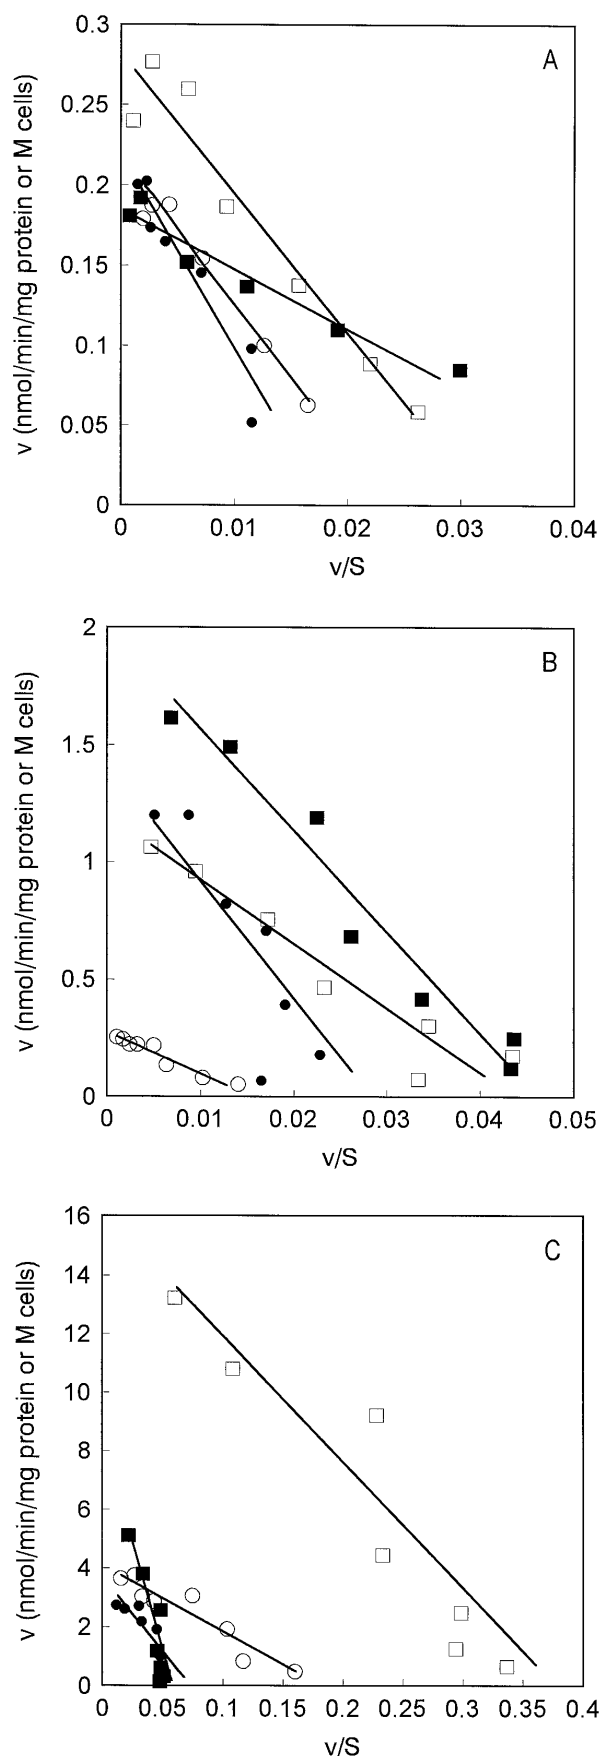 A
0.3
0.25
0.2
0.15
0.1
0.05
0
v (nmol/min/mg protein or M cells)
0 0.01 0.02 0.03 0.04
v/S
B
2
1.5
1
0.5
0
v (nmol/min/mg protein or M cells)
0 0.01 0.02 0.03 0.04 0.05
v/S
C
16
14
12
10
8
6
4
2
0
v (nmol/min/mg protein or M cells)
0 0.05 0.1 0.15 0.2 0.25 0.3 0.35 0.4
v/S